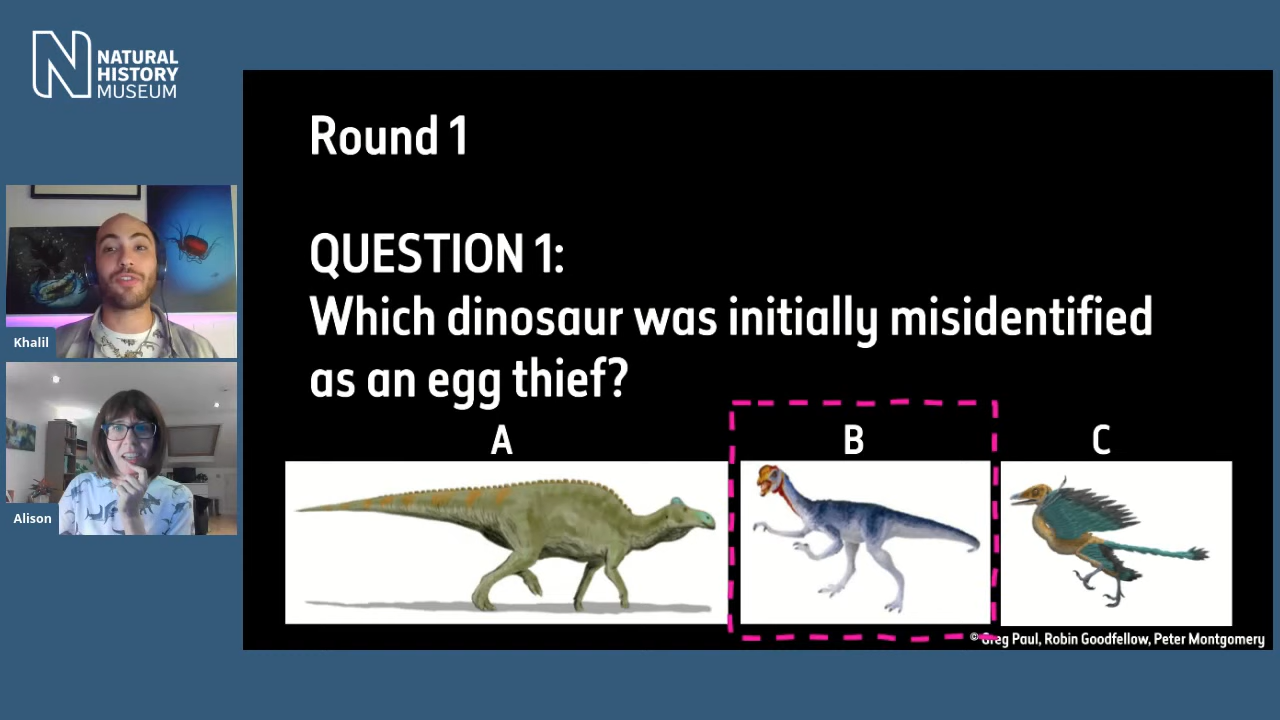 NATURAL
HISTORY
MUSEUM
Round 1
QUESTION 1:
Which dinosaur was initially misidentified
as an egg thief?
A
B
C
Khalil
Alison
© Greg Paul, Robin Goodfellow, Peter Montgomery